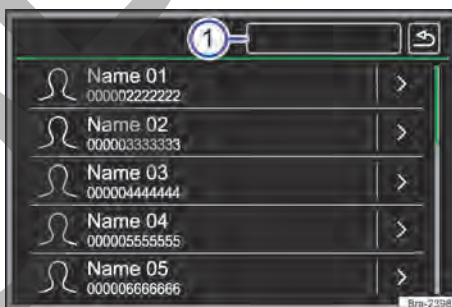 1
Name 01
000002222222
Name 02
000003333333
Name 03
000004444444
Name 04
000005555555
Name 05
000006666666
Bra-2398